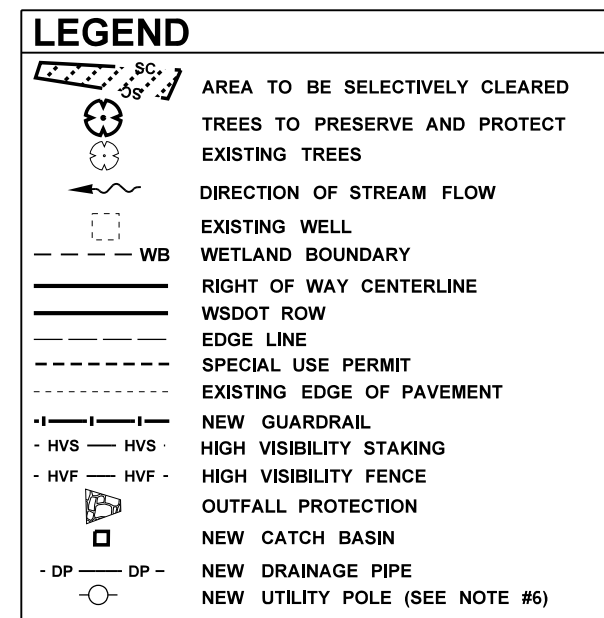 LEGEND
SC
SC
AREA TO BE SELECTIVELY CLEARED
TREES TO PRESERVE AND PROTECT
EXISTING TREES
DIRECTION OF STREAM FLOW
EXISTING WELL
WB WETLAND BOUNDARY
RIGHT OF WAY CENTERLINE
WSDOT ROW
EDGE LINE
SPECIAL USE PERMIT
EXISTING EDGE OF PAVEMENT
NEW GUARDRAIL
HVS HVS HIGH VISIBILITY STAKING
HVF HVF HIGH VISIBILITY FENCE
OUTFALL PROTECTION
NEW CATCH BASIN
DP DP NEW DRAINAGE PIPE
NEW UTILITY POLE (SEE NOTE #6)